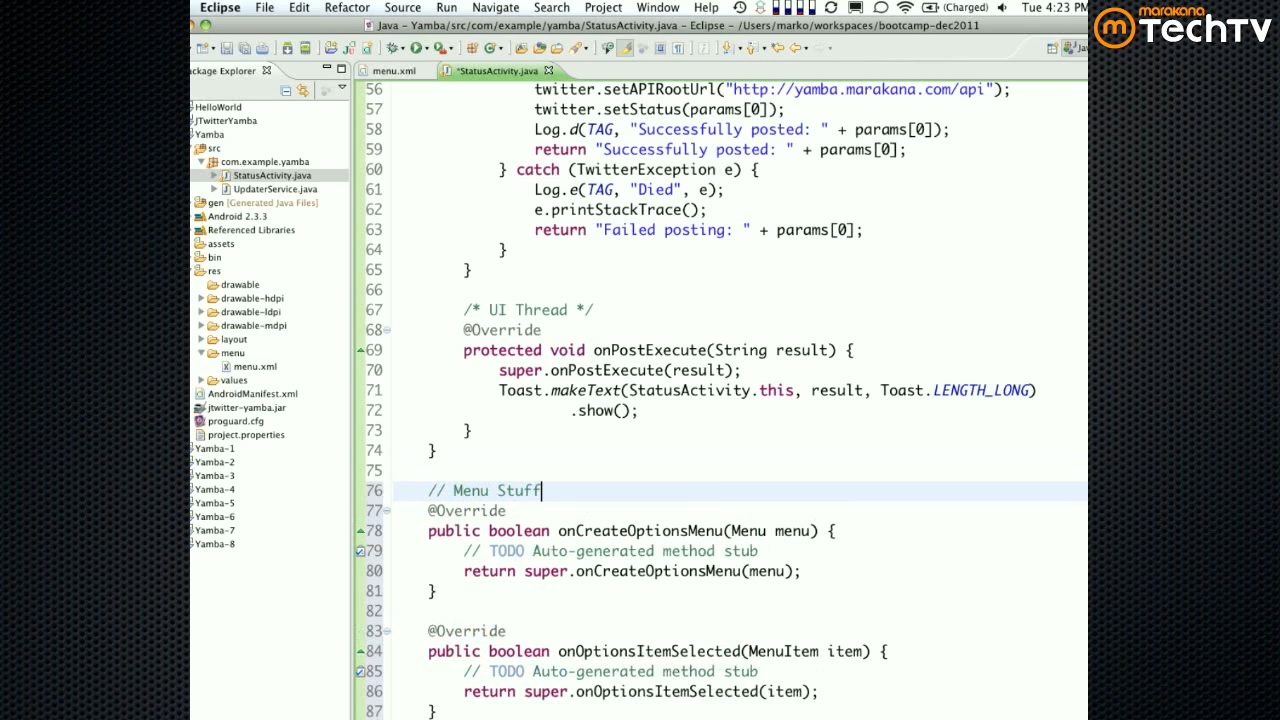 Eclipse File Edit Refactor Source Run Navigate Search Project Window Help (Charged) Tue 4:23 PM
marakana
TechTV
Java - Yamba/src/com/example/yamba/StatusActivity.java - Eclipse - /Users/marko/workspaces/bootcamp-dec2011
ackage Explorer
menu.xml
*StatusActivity.java
HelloWorld
JTwitterYamba
Yamba
src
com.example.yamba
StatusActivity.java
UpdaterService.java
gen [Generated Java Files]
Android 2.3.3
Referenced Libraries
assets
bin
res
drawable
drawable-hdpi
drawable-ldpi
drawable-mdpi
layout
menu
menu.xml
values
AndroidManifest.xml
jtwitter-yamba.jar
proguard.cfg
project.properties
Yamba-1
Yamba-2
Yamba-3
Yamba-4
Yamba-5
Yamba-6
Yamba-7
Yamba-8
56 twitter.setAPIRootUrl("http://yamba.marakana.com/api");
57 twitter.setStatus(params[0]);
58 Log.d(TAG, "Successfully posted: " + params[0]);
59 return "Successfully posted: " + params[0];
60 } catch (TwitterException e) {
61 Log.e(TAG, "Died", e);
62 e.printStackTrace();
63 return "Failed posting: " + params[0];
64 }
65 }
66
67 /* UI Thread */
68 @Override
69 protected void onPostExecute(String result) {
70 super.onPostExecute(result);
71 Toast.makeText(StatusActivity.this, result, Toast.LENGTH_LONG)
72 .show();
73 }
74 }
75
76 // Menu Stuff
77 @Override
78 public boolean onCreateOptionsMenu(Menu menu) {
79 // TODO Auto-generated method stub
80 return super.onCreateOptionsMenu(menu);
81 }
82
83 @Override
84 public boolean onOptionsItemSelected(MenuItem item) {
85 // TODO Auto-generated method stub
86 return super.onOptionsItemSelected(item);
87 }